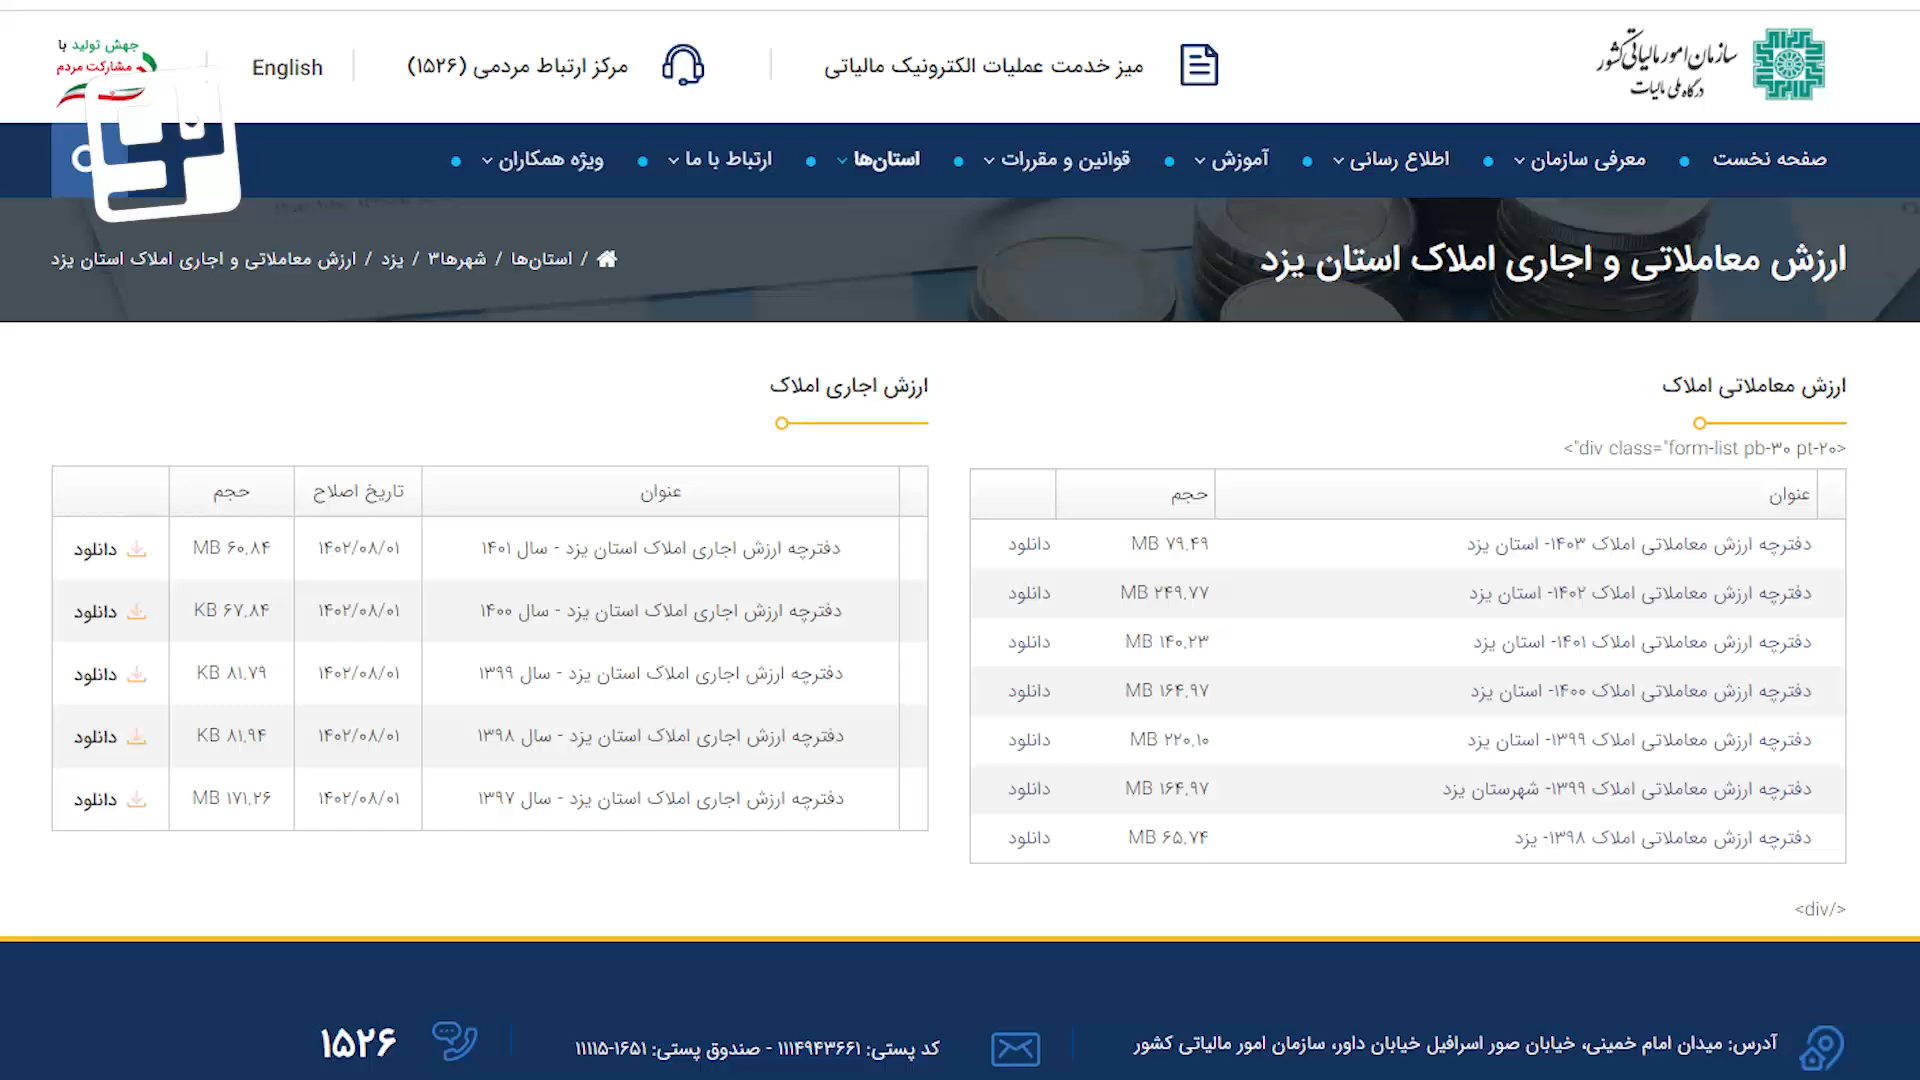 سازمان امور مالیاتی کشور
درگاه ملی مالیات
میز خدمت عملیات الکترونیک مالیاتی
مرکز ارتباط مردمی (۱۵۲۶)
English
جهش تولید با
مشارکت مردم
صفحه نخست
معرفی سازمان
اطلاع رسانی
آموزش
قوانین و مقررات
استان‌ها
ارتباط با ما
ویژه همکاران
ارزش معاملاتی و اجاری املاک استان یزد
/ استان‌ها / شهرها۳ / یزد / ارزش معاملاتی و اجاری املاک استان یزد
ارزش معاملاتی املاک
<div class="form-list pb-۳۰ pt-۲۰">
عنوان حجم
دفترچه ارزش معاملاتی املاک ۱۴۰۳- استان یزد ۷۹.۴۹ MB دانلود
دفترچه ارزش معاملاتی املاک ۱۴۰۲- استان یزد ۲۴۹.۷۷ MB دانلود
دفترچه ارزش معاملاتی املاک ۱۴۰۱- استان یزد ۱۴۰.۲۳ MB دانلود
دفترچه ارزش معاملاتی املاک ۱۴۰۰- استان یزد ۱۶۴.۹۷ MB دانلود
دفترچه ارزش معاملاتی املاک ۱۳۹۹- استان یزد ۲۲۰.۱۰ MB دانلود
دفترچه ارزش معاملاتی املاک ۱۳۹۹- شهرستان یزد ۱۶۴.۹۷ MB دانلود
دفترچه ارزش معاملاتی املاک ۱۳۹۸- یزد ۶۵.۷۴ MB دانلود
</div>
ارزش اجاری املاک
عنوان تاریخ اصلاح حجم
دفترچه ارزش اجاری املاک استان یزد - سال ۱۴۰۱ ۱۴۰۲/۰۸/۰۱ ۶۰.۸۴ MB دانلود
دفترچه ارزش اجاری املاک استان یزد - سال ۱۴۰۰ ۱۴۰۲/۰۸/۰۱ ۶۷.۸۴ KB دانلود
دفترچه ارزش اجاری املاک استان یزد - سال ۱۳۹۹ ۱۴۰۲/۰۸/۰۱ ۸۱.۷۹ KB دانلود
دفترچه ارزش اجاری املاک استان یزد - سال ۱۳۹۸ ۱۴۰۲/۰۸/۰۱ ۸۱.۹۴ KB دانلود
دفترچه ارزش اجاری املاک استان یزد - سال ۱۳۹۷ ۱۴۰۲/۰۸/۰۱ ۱۷۱.۲۶ MB دانلود
آدرس: میدان امام خمینی، خیابان صور اسرافیل خیابان داور، سازمان امور مالیاتی کشور
کد پستی: ۱۱۱۴۹۴۳۶۶۱ - صندوق پستی: ۱۶۵۱-۱۱۱۱۵
۱۵۲۶